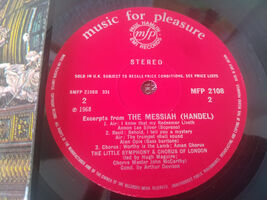 music for pleasure
mfp
STEREO
SOLD IN U.K. SUBJECT TO RESALE PRICE CONDITIONS, SEE PRICE LISTS
SMFP 2108B
MFP 2108
2
2
℗ 1968
Excerpts from THE MESSIAH (HANDEL)
1. Air: I know that my Redeemer Liveth
Annon Lee Silver (Soprano)
2. Recit: Behold, I tell you a mystery
Air: The trumpet shall sound
Alan Opie (Bass baritone)
3. Chorus: Worthy is the Lamb; Amen Chorus
THE LITTLE SYMPHONY & CHORUS OF LONDON
(led by Hugh Maguire;
Chorus Master John McCarthy)
Cond. by Arthur Davison